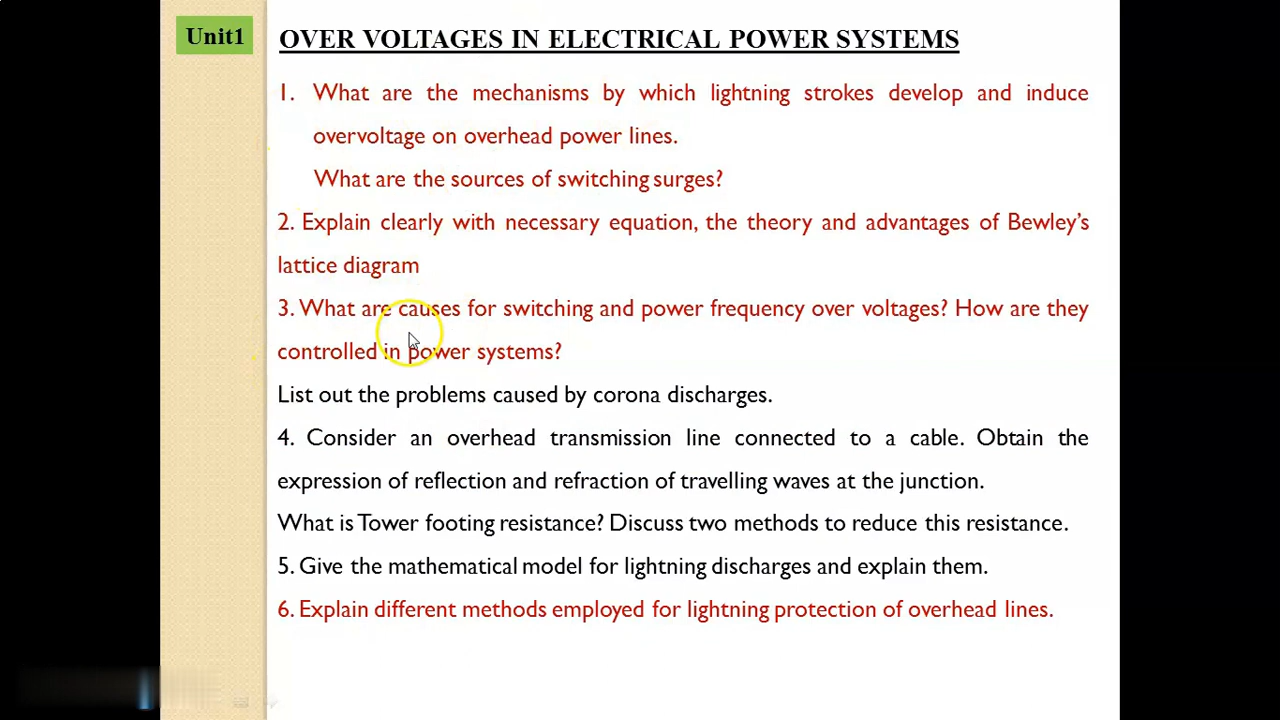 Unit1
OVER VOLTAGES IN ELECTRICAL POWER SYSTEMS
1. What are the mechanisms by which lightning strokes develop and induce
overvoltage on overhead power lines.
What are the sources of switching surges?
2. Explain clearly with necessary equation, the theory and advantages of Bewley's
lattice diagram
3. What are causes for switching and power frequency over voltages? How are they
controlled in power systems?
List out the problems caused by corona discharges.
4. Consider an overhead transmission line connected to a cable. Obtain the
expression of reflection and refraction of travelling waves at the junction.
What is Tower footing resistance? Discuss two methods to reduce this resistance.
5. Give the mathematical model for lightning discharges and explain them.
6. Explain different methods employed for lightning protection of overhead lines.